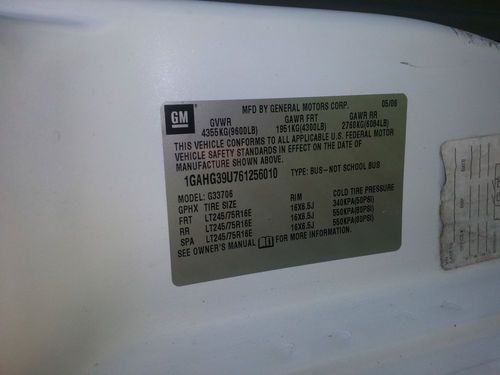 MFD BY GENERAL MOTORS CORP. 05/06
GM
GVWR GAWR FRT GAWR RR
4355KG(9600LB) 1951KG(4300LB) 2760KG(6084LB)
THIS VEHICLE CONFORMS TO ALL APPLICABLE U.S. FEDERAL MOTOR
VEHICLE SAFETY STANDARDS IN EFFECT ON THE DATE OF
MANUFACTURE SHOWN ABOVE.
1GAHG39U761256010 TYPE: BUS-NOT SCHOOL BUS
MODEL: G33706
GPHX TIRE SIZE RIM COLD TIRE PRESSURE
FRT LT245/75R16E 16X6.5J 340KPA(50PSI)
RR LT245/75R16E 16X6.5J 550KPA(80PSI)
SPA LT245/75R16E 16X6.5J 550KPA(80PSI)
SEE OWNER'S MANUAL FOR MORE INFORMATION.